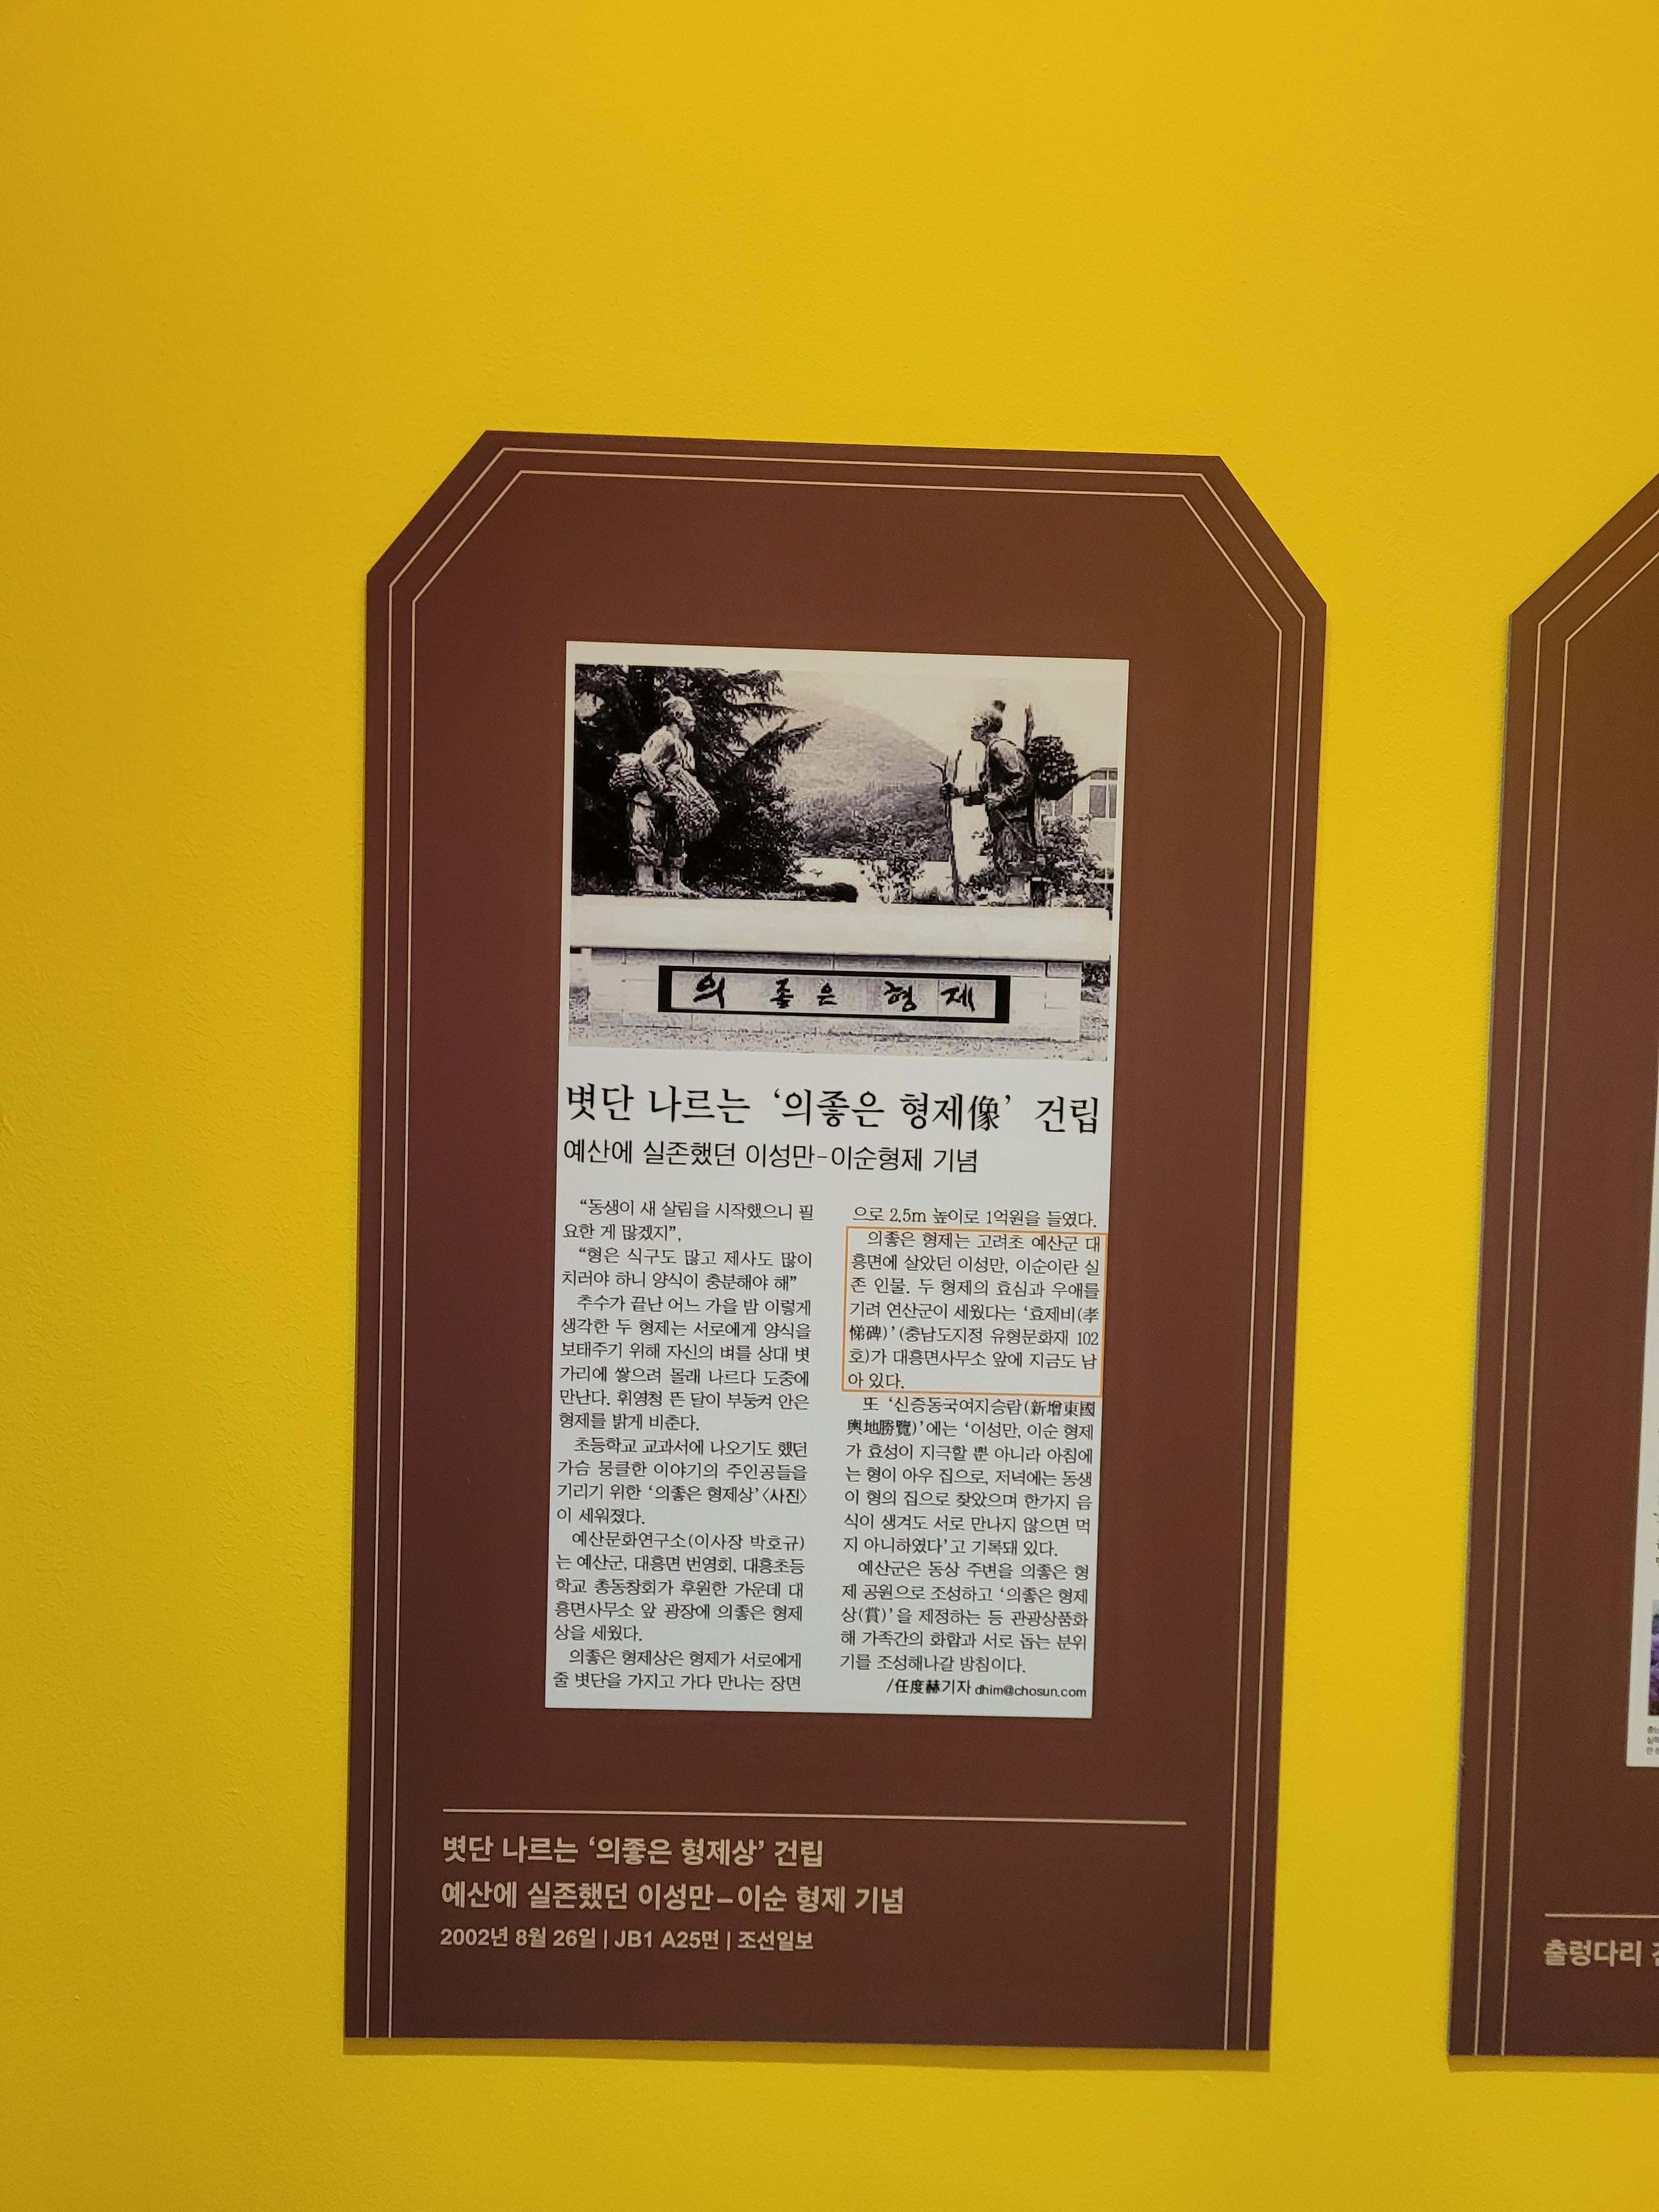 의 좋은 형제
볏단 나르는 ‘의좋은 형제像’ 건립
예산에 실존했던 이성만-이순형제 기념
“동생이 새 살림을 시작했으니 필
요한 게 많겠지”,
“형은 식구도 많고 제사도 많이
치러야 하니 양식이 충분해야 해”
추수가 끝난 어느 가을 밤 이렇게
생각한 두 형제는 서로에게 양식을
보태주기 위해 자신의 벼를 상대 볏
가리에 쌓으려 몰래 나르다 도중에
만난다. 휘영청 뜬 달이 부둥켜 안은
형제를 밝게 비춘다.
초등학교 교과서에 나오기도 했던
가슴 뭉클한 이야기의 주인공들을
기리기 위한 ‘의좋은 형제상’〈사진〉
이 세워졌다.
예산문화연구소(이사장 박호규)
는 예산군, 대흥면 번영회, 대흥초등
학교 총동창회가 후원한 가운데 대
흥면사무소 앞 광장에 의좋은 형제
상을 세웠다.
의좋은 형제상은 형제가 서로에게
줄 볏단을 가지고 가다 만나는 장면
으로 2.5m 높이로 1억원을 들였다.
의좋은 형제는 고려초 예산군 대
흥면에 살았던 이성만, 이순이란 실
존 인물. 두 형제의 효심과 우애를
기려 연산군이 세웠다는 ‘효제비(孝
悌碑)’(충남도지정 유형문화재 102
호)가 대흥면사무소 앞에 지금도 남
아 있다.
또 ‘신증동국여지승람(新增東國
輿地勝覽)’에는 ‘이성만, 이순 형제
가 효성이 지극할 뿐 아니라 아침에
는 형이 아우 집으로, 저녁에는 동생
이 형의 집으로 찾았으며 한가지 음
식이 생겨도 서로 만나지 않으면 먹
지 아니하였다’고 기록돼 있다.
예산군은 동상 주변을 의좋은 형
제 공원으로 조성하고 ‘의좋은 형제
상(賞)’을 제정하는 등 관광상품화
해 가족간의 화합과 서로 돕는 분위
기를 조성해나갈 방침이다.
/任度赫기자 dhim@chosun.com
볏단 나르는 ‘의좋은 형제상’ 건립
예산에 실존했던 이성만–이순 형제 기념
2002년 8월 26일 | JB1 A25면 | 조선일보
출렁다리